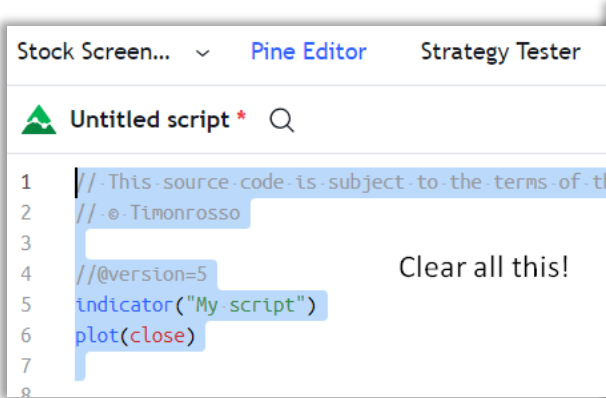 Stock Screen... Pine Editor Strategy Tester
Untitled script *
1 // This source code is subject to the terms of
2 // © Timonrosso
3
4 //@version=5
5 indicator("My script")
6 plot(close)
7
8
Clear all this!